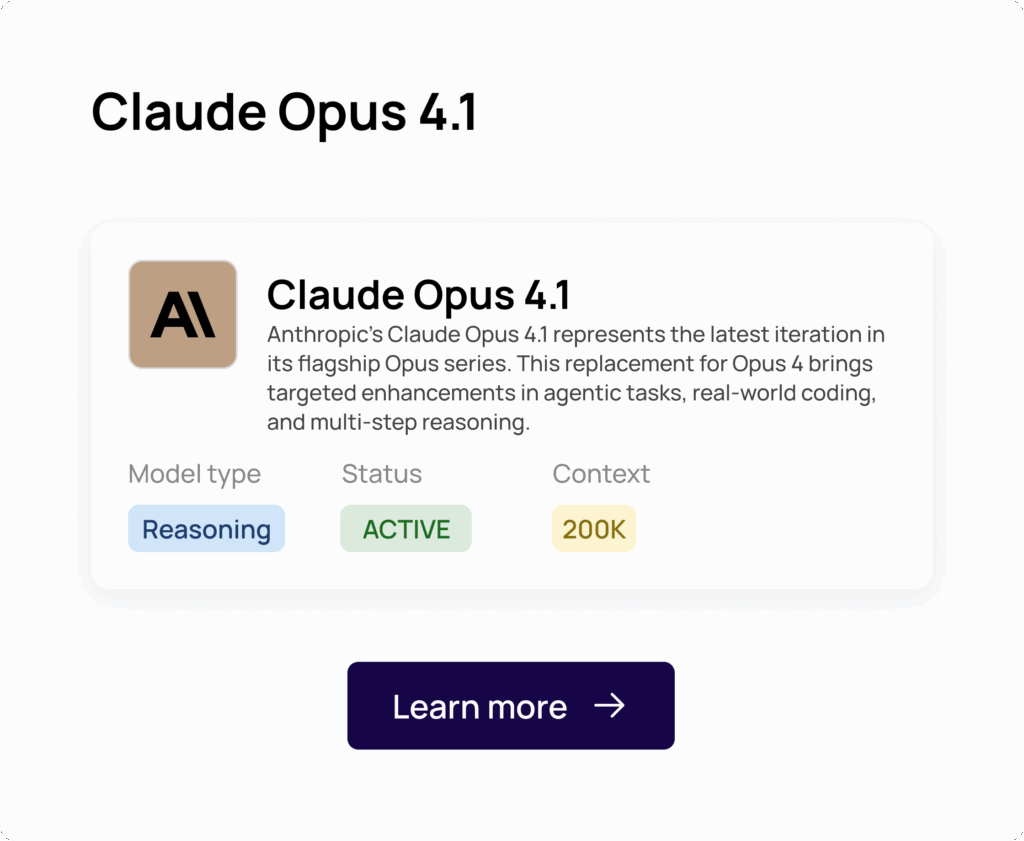 Claude Opus 4.1
Claude Opus 4.1
Anthropic’s Claude Opus 4.1 represents the latest iteration in
its flagship Opus series. This replacement for Opus 4 brings
targeted enhancements in agentic tasks, real-world coding,
and multi-step reasoning.
Model type Status Context
Reasoning ACTIVE 200K
Learn more →